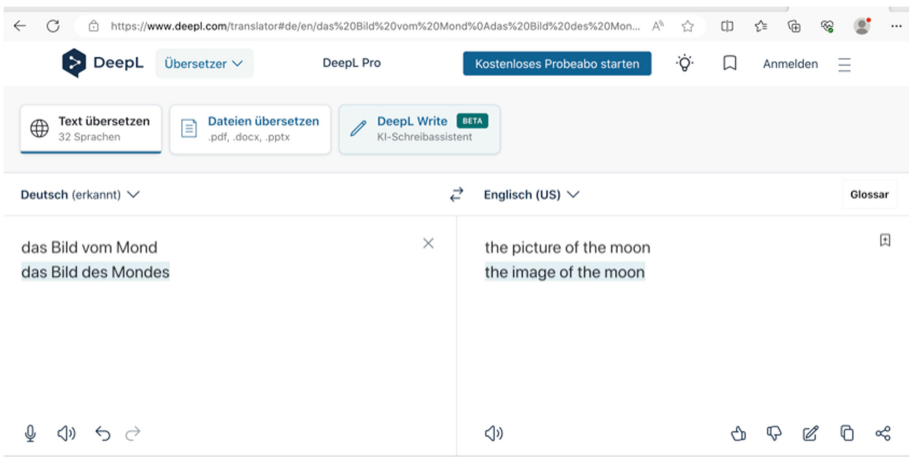 https://www.deepl.com/translator#de/en/das%20Bild%20vom%20Mond%0Adas%20Bild%20des%20Mon...
DeepL Übersetzer DeepL Pro Kostenloses Probeabo starten Anmelden
Text übersetzen
32 Sprachen
Dateien übersetzen
.pdf, .docx, .pptx
DeepL Write BETA
KI-Schreibassistent
Deutsch (erkannt) Englisch (US) Glossar
das Bild vom Mond
das Bild des Mondes
the picture of the moon
the image of the moon